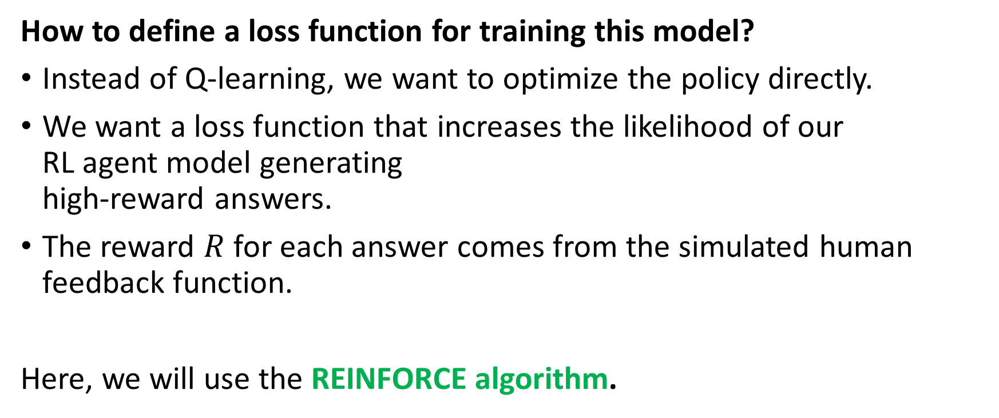 How to define a loss function for training this model?
• Instead of Q-learning, we want to optimize the policy directly.
• We want a loss function that increases the likelihood of our
RL agent model generating
high-reward answers.
• The reward R for each answer comes from the simulated human
feedback function.
Here, we will use the REINFORCE algorithm.